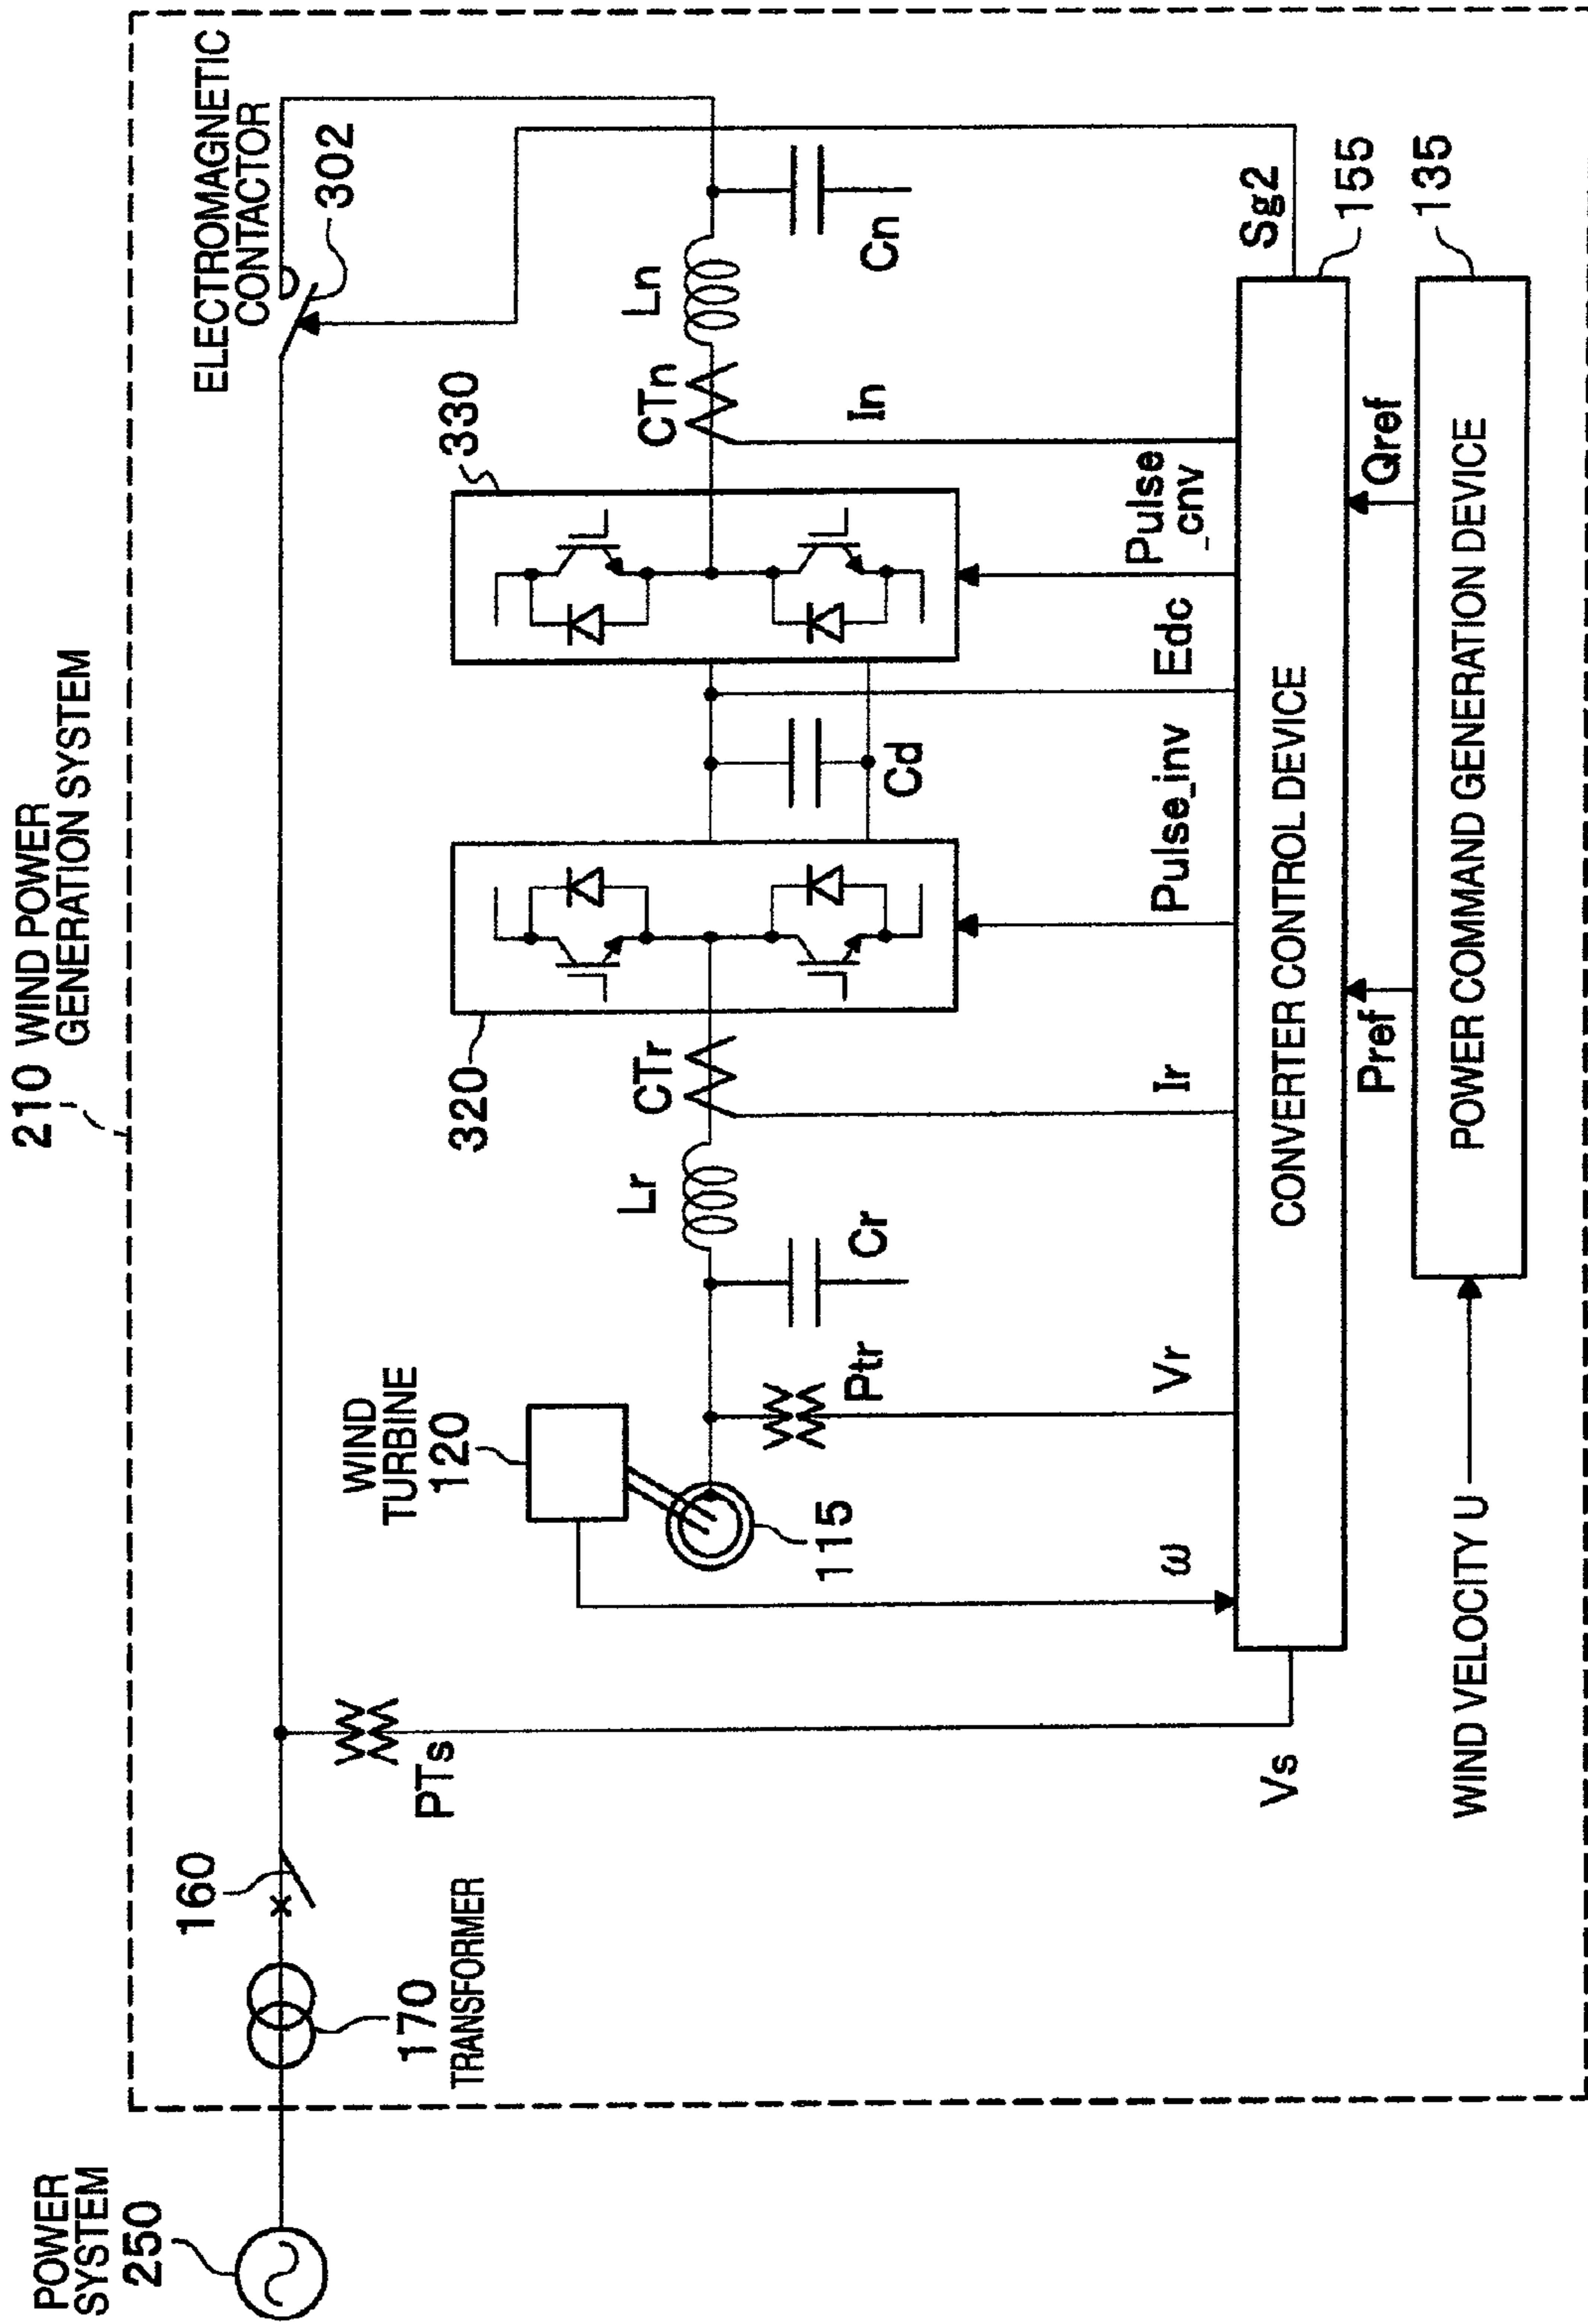 210 WIND POWER
GENERATION SYSTEM
POWER
SYSTEM
250
170
TRANSFORMER
160
PTs
WIND
TURBINE
120
115
Ptr
Cr
Lr
CTr
320
Cd
330
CTn
Ln
Cn
ELECTROMAGNETIC
CONTACTOR
302
Vs
ω
Vr
Ir
Pulse_inv
Edc
Pulse
_cnv
In
Sg2
CONVERTER CONTROL DEVICE
155
Pref
Qref
POWER COMMAND GENERATION DEVICE
135
WIND VELOCITY U